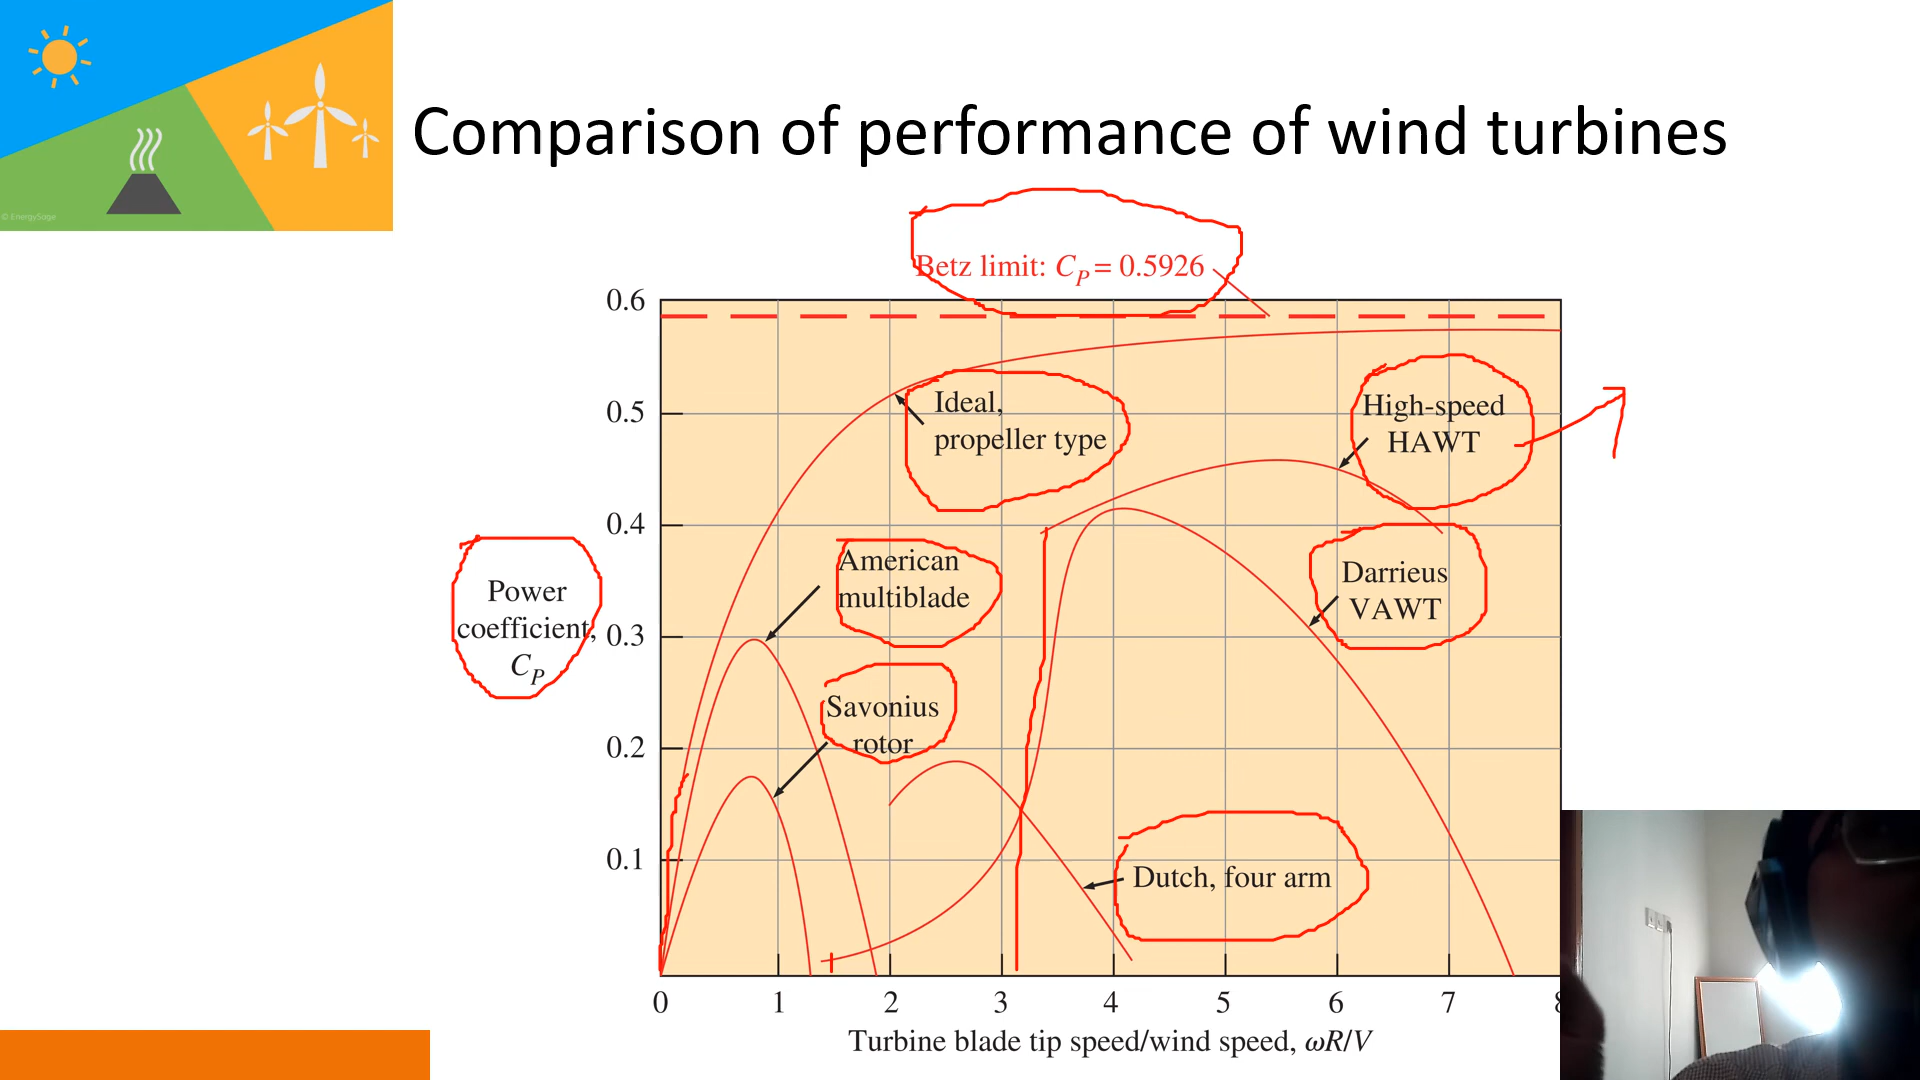 © EnergySage
Comparison of performance of wind turbines
Betz limit: CP = 0.5926
0.6
0.5
0.4
0.3
0.2
0.1
Power
coefficient,
CP
Ideal,
propeller type
High-speed
HAWT
American
multiblade
Darrieus
VAWT
Savonius
rotor
Dutch, four arm
0 1 2 3 4 5 6 7
Turbine blade tip speed/wind speed, ωR/V